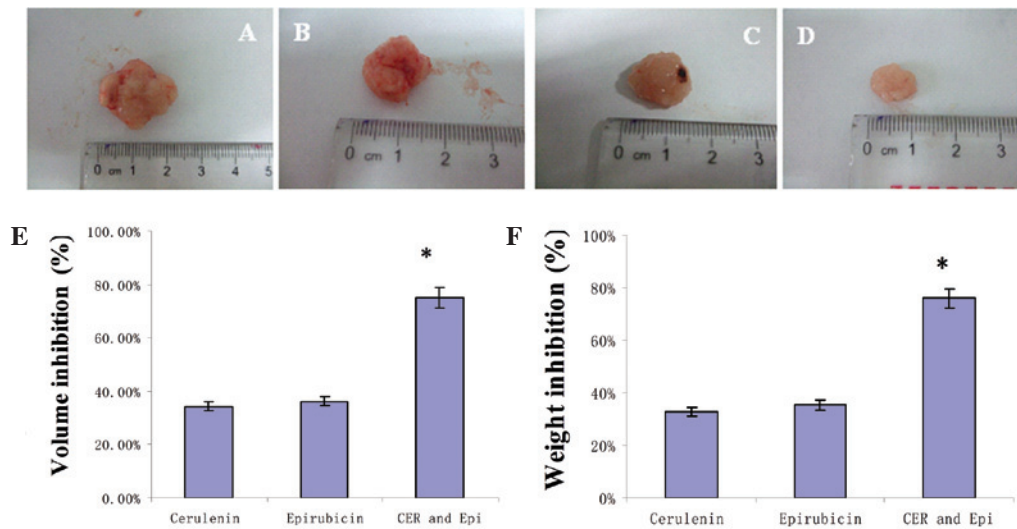 A
B
C
D
0 cm 1 2 3 4 5
0 cm 1 2 3
0 cm 1 2 3
0 cm 1 2 3
E
Volume inhibition (%)
100.00%
80.00%
60.00%
40.00%
20.00%
0.00%
*
Cerulenin Epirubicin CER and Epi
F
Weight inhibition (%)
100%
80%
60%
40%
20%
0%
*
Cerulenin Epirubicin CER and Epi